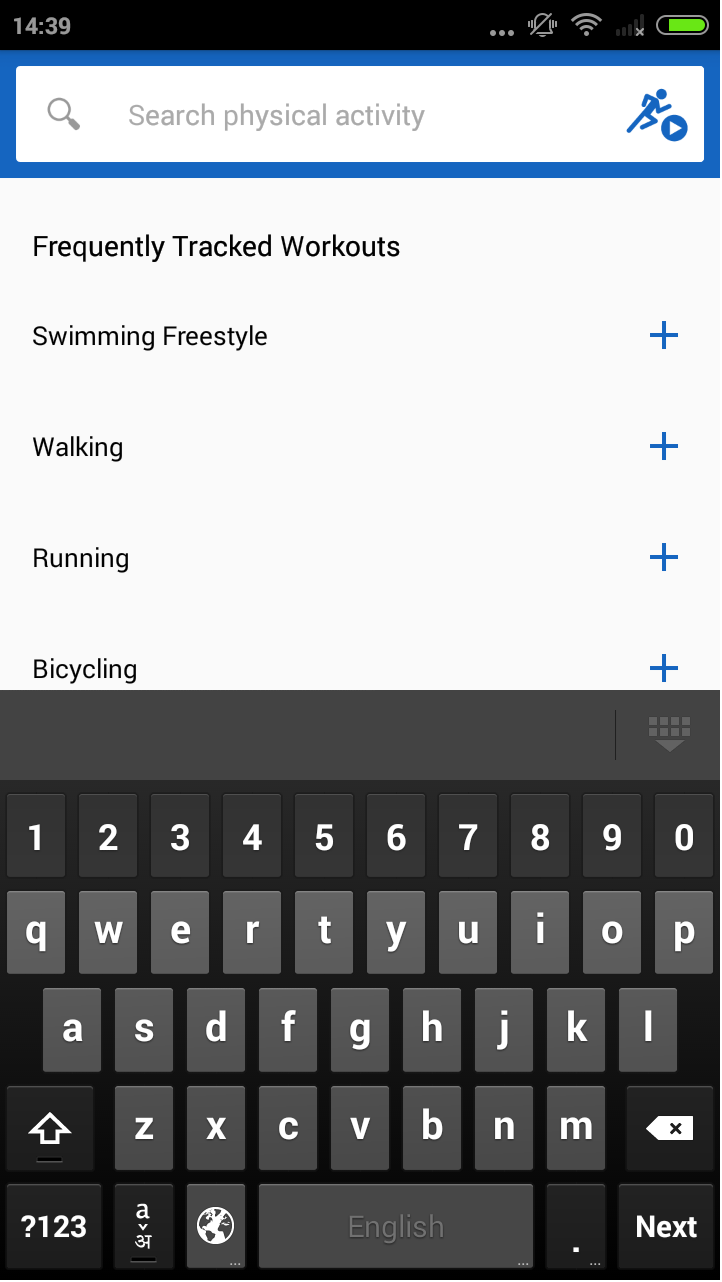 14:39
Search physical activity
Frequently Tracked Workouts
Swimming Freestyle
Walking
Running
Bicycling
1 2 3 4 5 6 7 8 9 0
q w e r t y u i o p
a s d f g h j k l
z x c v b n m
?123 a अ English . Next